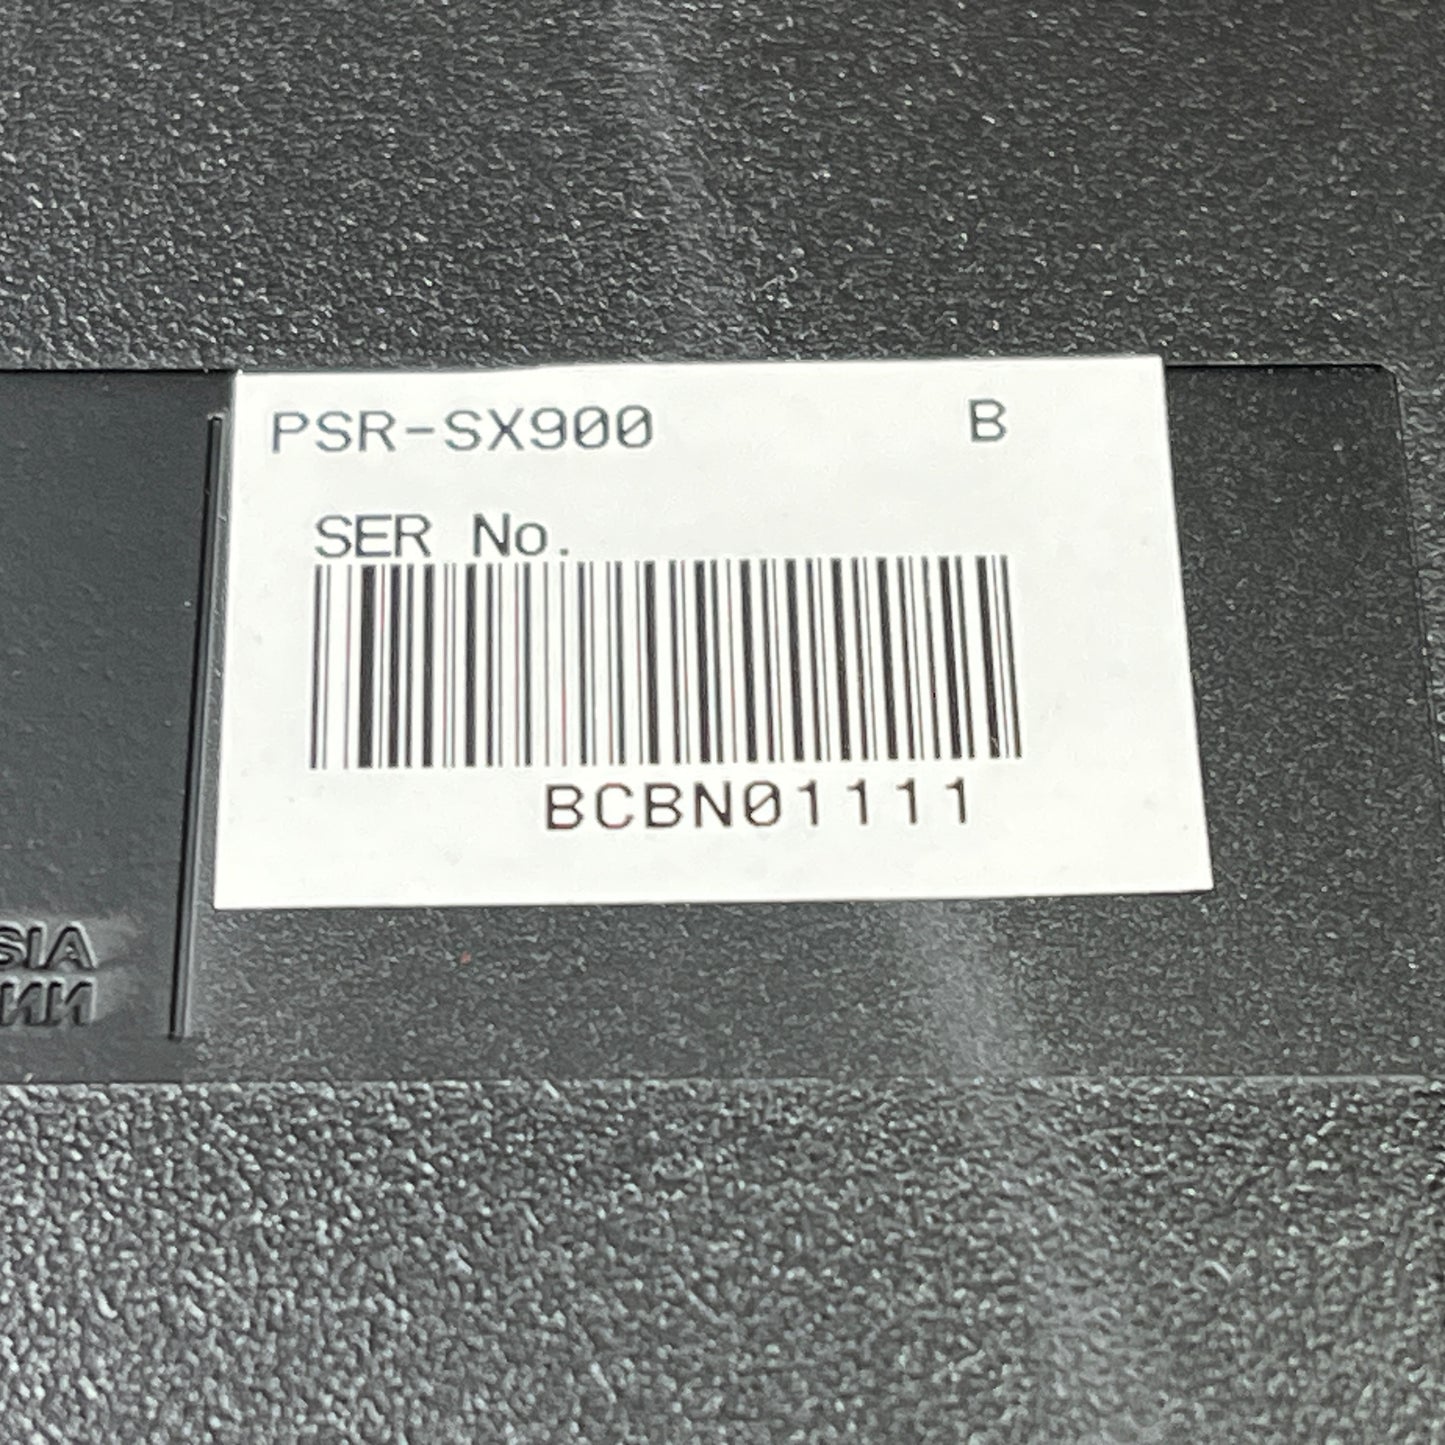 PSR-SX900 B
SER No.
BCBN01111